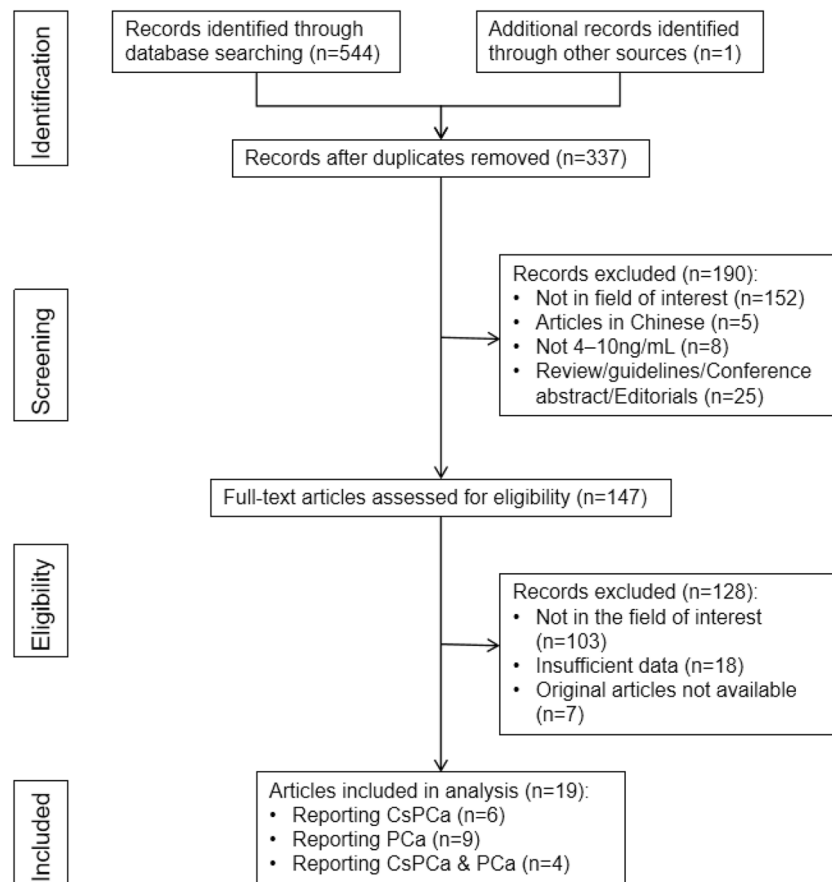 Identification
Records identified through
database searching (n=544)
Additional records identified
through other sources (n=1)
Records after duplicates removed (n=337)
Screening
Records excluded (n=190):
• Not in field of interest (n=152)
• Articles in Chinese (n=5)
• Not 4–10ng/mL (n=8)
• Review/guidelines/Conference
abstract/Editorials (n=25)
Full-text articles assessed for eligibility (n=147)
Eligibility
Records excluded (n=128):
• Not in the field of interest
(n=103)
• Insufficient data (n=18)
• Original articles not available
(n=7)
Included
Articles included in analysis (n=19):
• Reporting CsPCa (n=6)
• Reporting PCa (n=9)
• Reporting CsPCa & PCa (n=4)